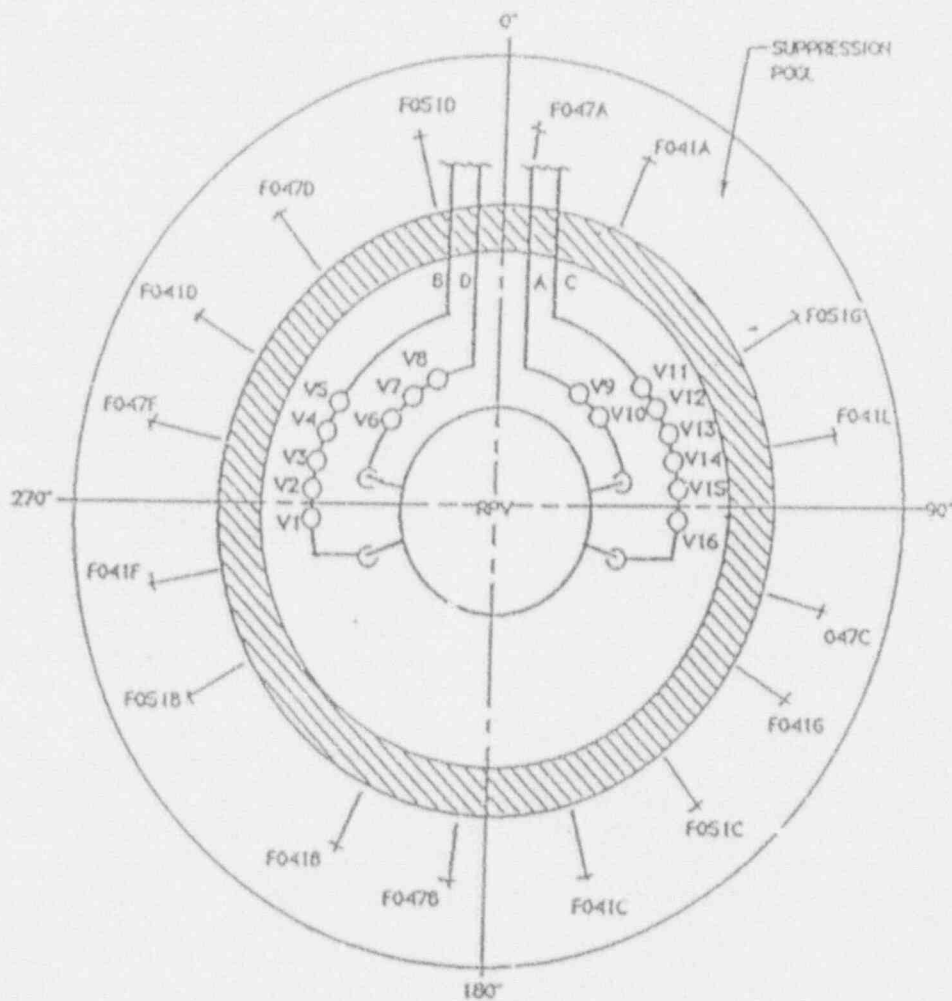 0°
SUPPRESSION
POOL
F051D
F047A
F041A
F047D
F041D
F051G
B
D
A
C
V8
V11
V5
V7
V9
V12
F047F
V4
V6
V10
V13
F041L
V3
V14
270°
V2
V15
RPV
90°
V1
V16
F041F
047C
F051B
F041G
F051C
F041B
F047B
F041C
180°